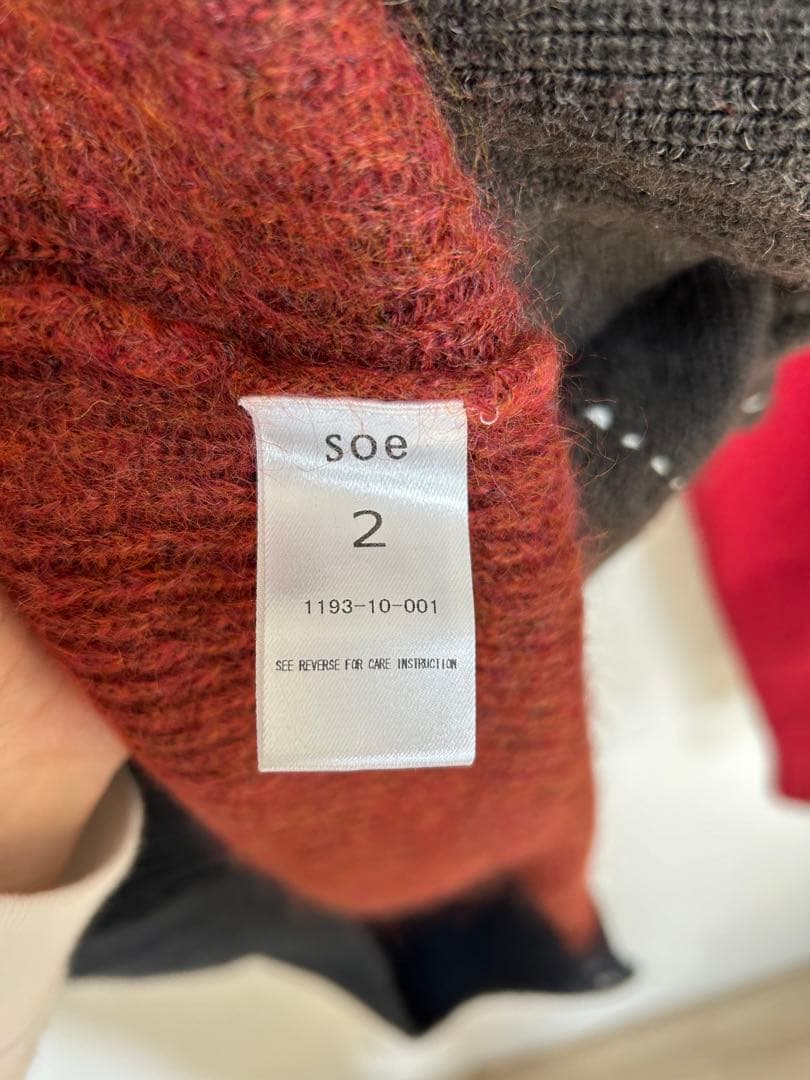 soe
2
1193-10-001
SEE REVERSE FOR CARE INSTRUCTION